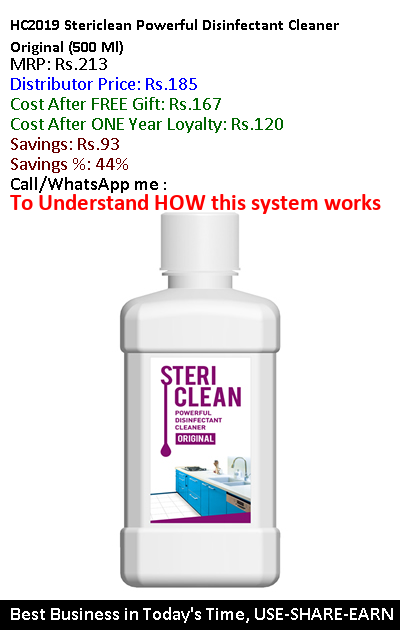 HC2019 Stericlean Powerful Disinfectant Cleaner
Original (500 Ml)
MRP: Rs.213
Distributor Price: Rs.185
Cost After FREE Gift: Rs.167
Cost After ONE Year Loyalty: Rs.120
Savings: Rs.93
Savings %: 44%
Call/WhatsApp me :
To Understand HOW this system works
STERI
CLEAN
POWERFUL
DISINFECTANT
CLEANER
ORIGINAL
Best Business in Today's Time, USE-SHARE-EARN